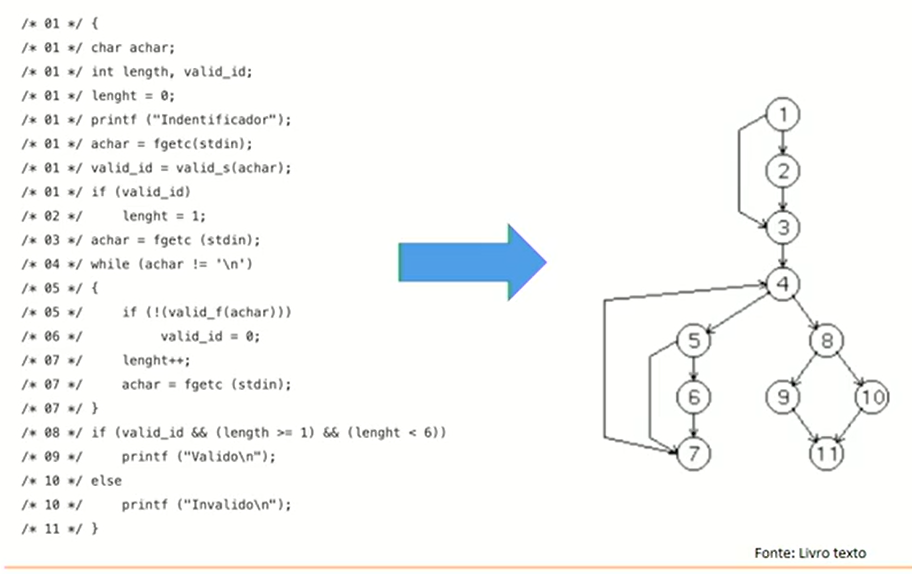 /* 01 */ {
/* 01 */ char achar;
/* 01 */ int length, valid_id;
/* 01 */ lenght = 0;
/* 01 */ printf ("Indentificador");
/* 01 */ achar = fgetc(stdin);
/* 01 */ valid_id = valid_s(achar);
/* 01 */ if (valid_id)
/* 02 */     lenght = 1;
/* 03 */ achar = fgetc (stdin);
/* 04 */ while (achar != '\n')
/* 05 */ {
/* 05 */     if (!(valid_f(achar)))
/* 06 */          valid_id = 0;
/* 07 */     lenght++;
/* 07 */     achar = fgetc (stdin);
/* 07 */ }
/* 08 */ if (valid_id && (length >= 1) && (lenght < 6))
/* 09 */     printf ("Valido\n");
/* 10 */ else
/* 10 */     printf ("Invalido\n");
/* 11 */ }
1
2
3
4
5 8
6 9 10
7 11
Fonte: Livro texto